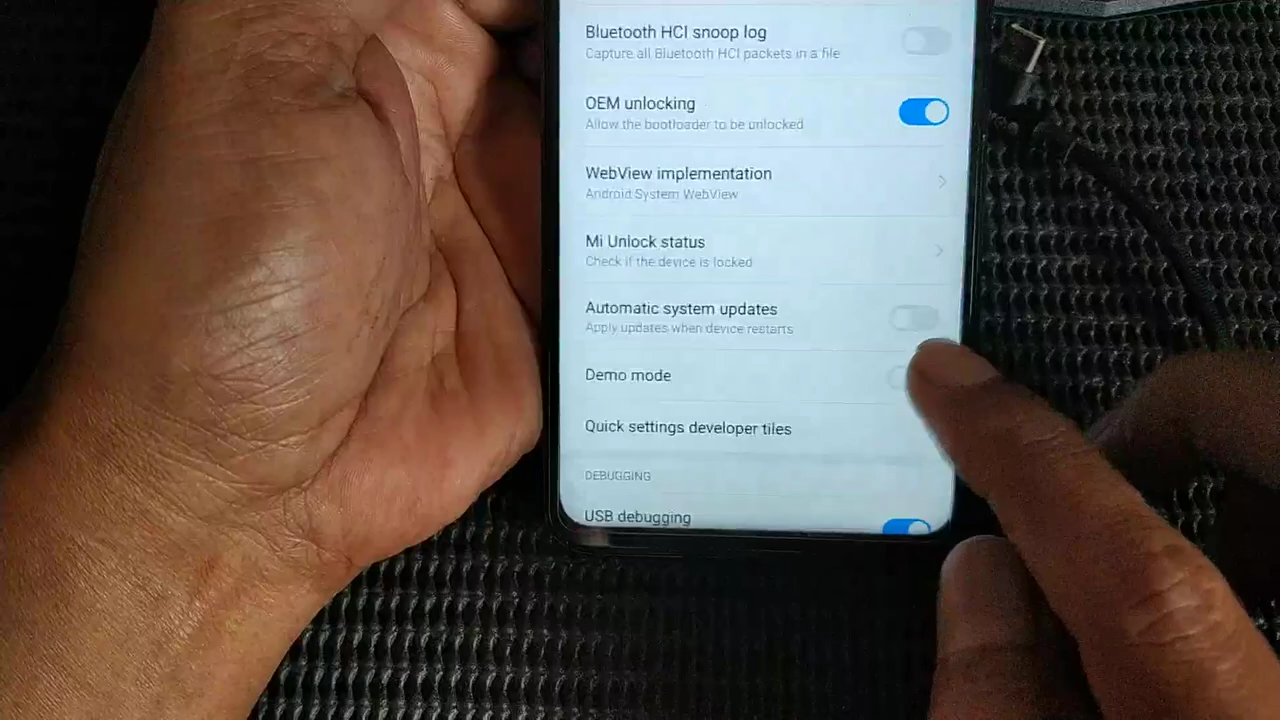 Bluetooth HCI snoop log
Capture all Bluetooth HCI packets in a file
OEM unlocking
Allow the bootloader to be unlocked
WebView implementation
Android System WebView
Mi Unlock status
Check if the device is locked
Automatic system updates
Apply updates when device restarts
Demo mode
Quick settings developer tiles
DEBUGGING
USB debugging